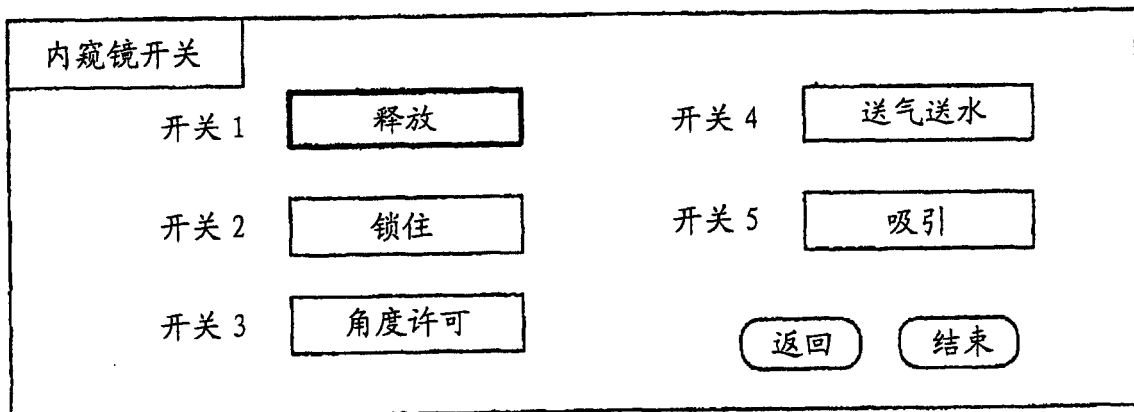 内窥镜开关
开关 1 释放
开关 4 送气送水
开关 2 锁住
开关 5 吸引
开关 3 角度许可
返回 结束